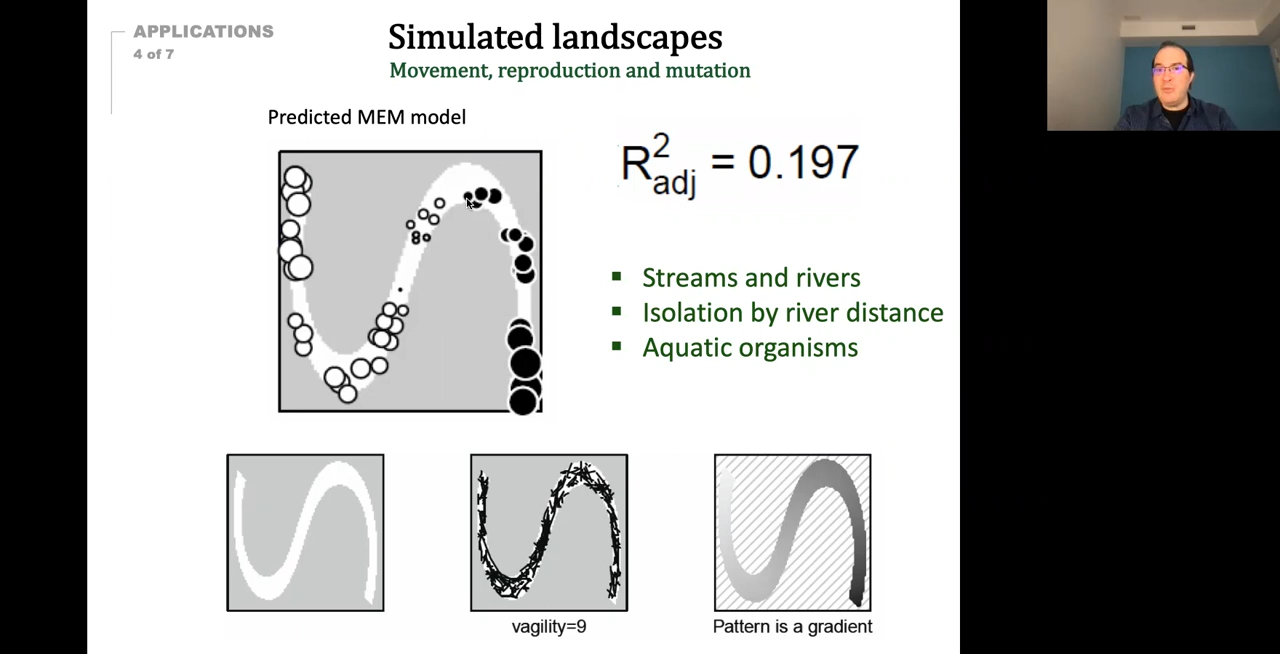 APPLICATIONS
4 of 7
Simulated landscapes
Movement, reproduction and mutation
Predicted MEM model
R²adj = 0.197
▪ Streams and rivers
▪ Isolation by river distance
▪ Aquatic organisms
vagility=9
Pattern is a gradient